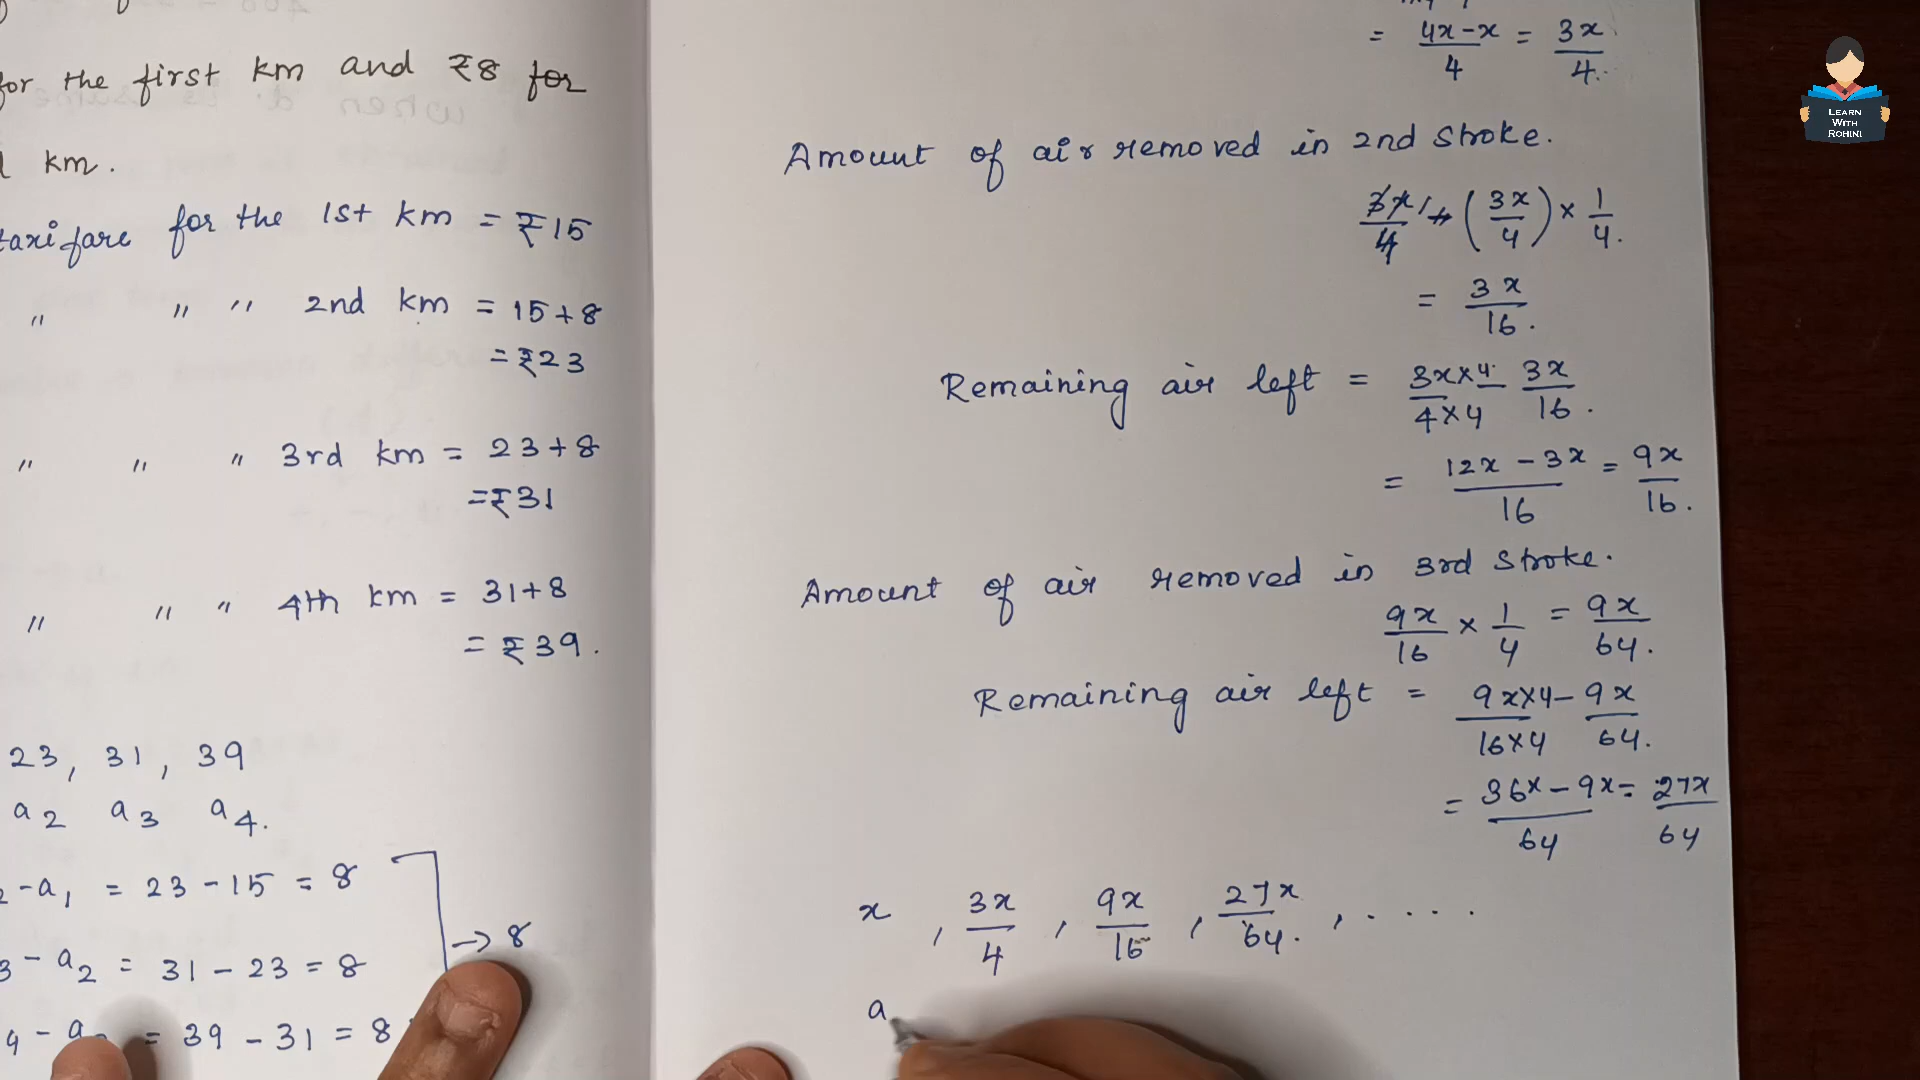 for the first km and ₹8 for
km.
taxi fare for the 1st km = ₹15
" " " 2nd km = 15+8
= ₹23
" " " 3rd km = 23+8
= ₹31
" " " 4th km = 31+8
= ₹39.
23, 31, 39
a2 a3 a4.
-a1 = 23-15 = 8
3-a2 = 31-23 = 8
→ 8
4-a = 39-31 = 8
= 4x-x/4 = 3x/4.
Amount of air removed in 2nd stroke.
(3x/4) × 1/4.
= 3x/16.
Remaining air left = 3x×4/4×4 - 3x/16.
= 12x-3x/16 = 9x/16.
Amount of air removed in 3rd stroke.
9x/16 × 1/4 = 9x/64.
Remaining air left = 9x×4/16×4 - 9x/64.
= 36x-9x/64 = 27x/64
x, 3x/4, 9x/16, 27x/64., ....
a
LEARN
WITH
ROHINI